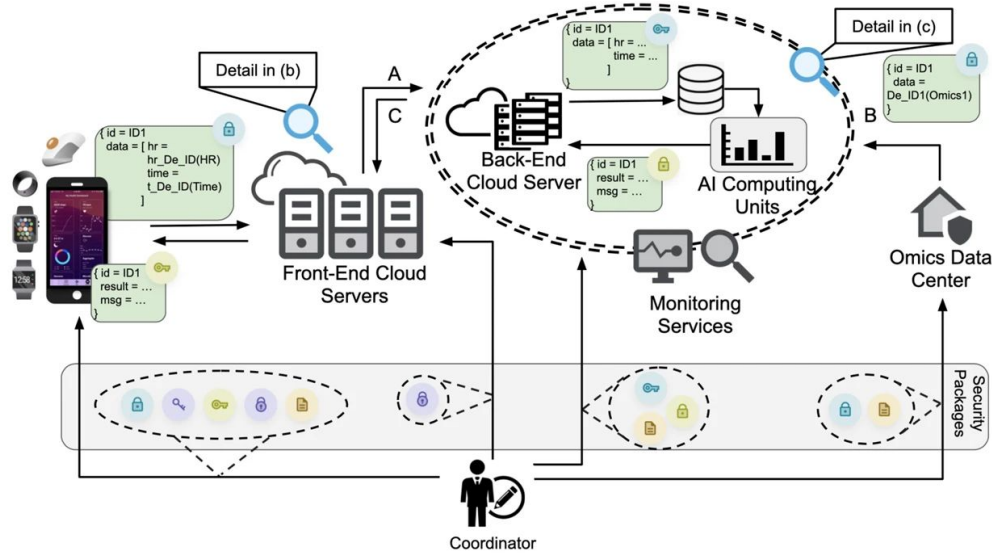 Detail in (b)
{ id = ID1
data = [ hr =
hr_De_ID(HR)
time =
t_De_ID(Time)
]
{ id = ID1
result = ...
msg = ...
}
12:58
Front-End Cloud
Servers
A
C
{ id = ID1
data = [ hr = ...
time = ...
]
}
Back-End
Cloud Server
{ id = ID1
result = ...
msg = ...
}
AI Computing
Units
Detail in (c)
{ id = ID1
data =
De_ID1(Omics1)
}
B
Omics Data
Center
Monitoring
Services
Security
Packages
Coordinator